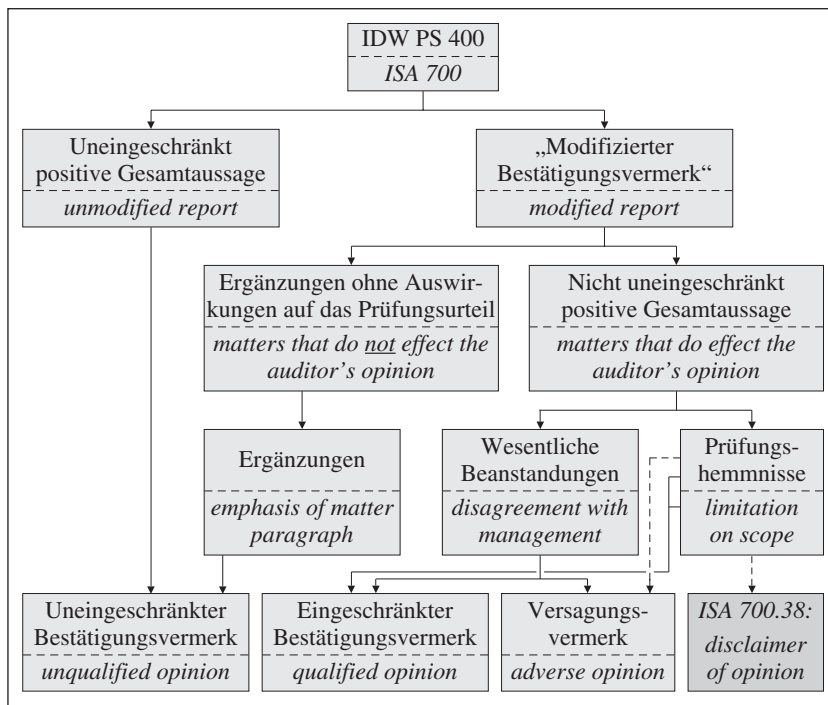 IDW PS 400
ISA 700
Uneingeschränkt
positive Gesamtaussage
unmodified report
„Modifizierter
Bestätigungsvermerk“
modified report
Ergänzungen ohne Auswir-
kungen auf das Prüfungsurteil
matters that do not effect the
auditor's opinion
Nicht uneingeschränkt
positive Gesamtaussage
matters that do effect the
auditor's opinion
Ergänzungen
emphasis of matter
paragraph
Wesentliche
Beanstandungen
disagreement with
management
Prüfungs-
hemmnisse
limitation
on scope
Uneingeschränkter
Bestätigungsvermerk
unqualified opinion
Eingeschränkter
Bestätigungsvermerk
qualified opinion
Versagungs-
vermerk
adverse opinion
ISA 700.38:
disclaimer
of opinion